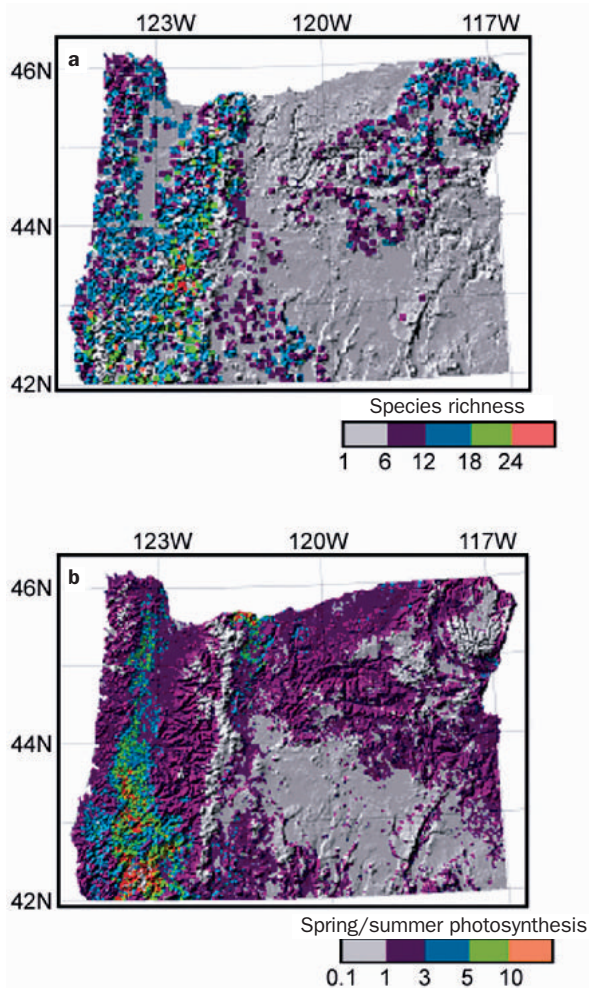 123W 120W 117W
a
46N
44N
42N
Species richness
1 6 12 18 24
123W 120W 117W
b
46N
44N
42N
Spring/summer photosynthesis
0.1 1 3 5 10